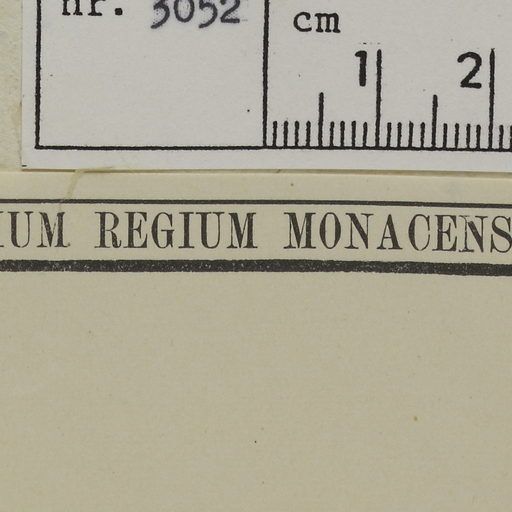 nr. 3052
cm
1 2
IUM REGIUM MONACENS